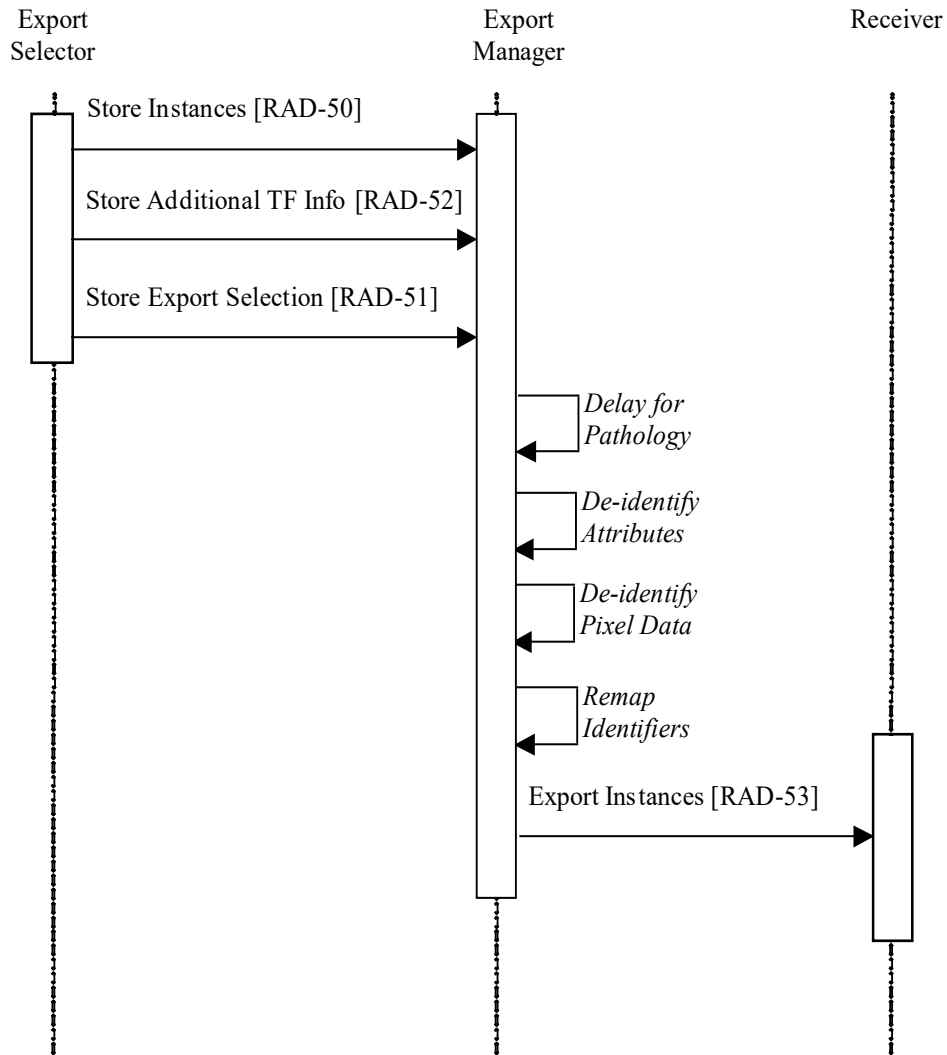 Export
Selector
Export
Manager
Receiver
Store Instances [RAD-50]
Store Additional TF Info [RAD-52]
Store Export Selection [RAD-51]
Delay for
Pathology
De-identify
Attributes
De-identify
Pixel Data
Remap
Identifiers
Export Instances [RAD-53]